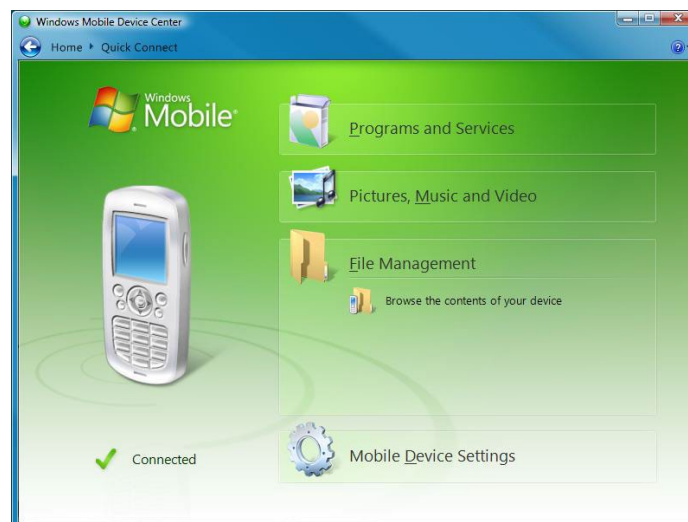 Windows Mobile Device Center
Home ▸ Quick Connect
Windows
Mobile®
Programs and Services
Pictures, Music and Video
File Management
Browse the contents of your device
Connected
Mobile Device Settings